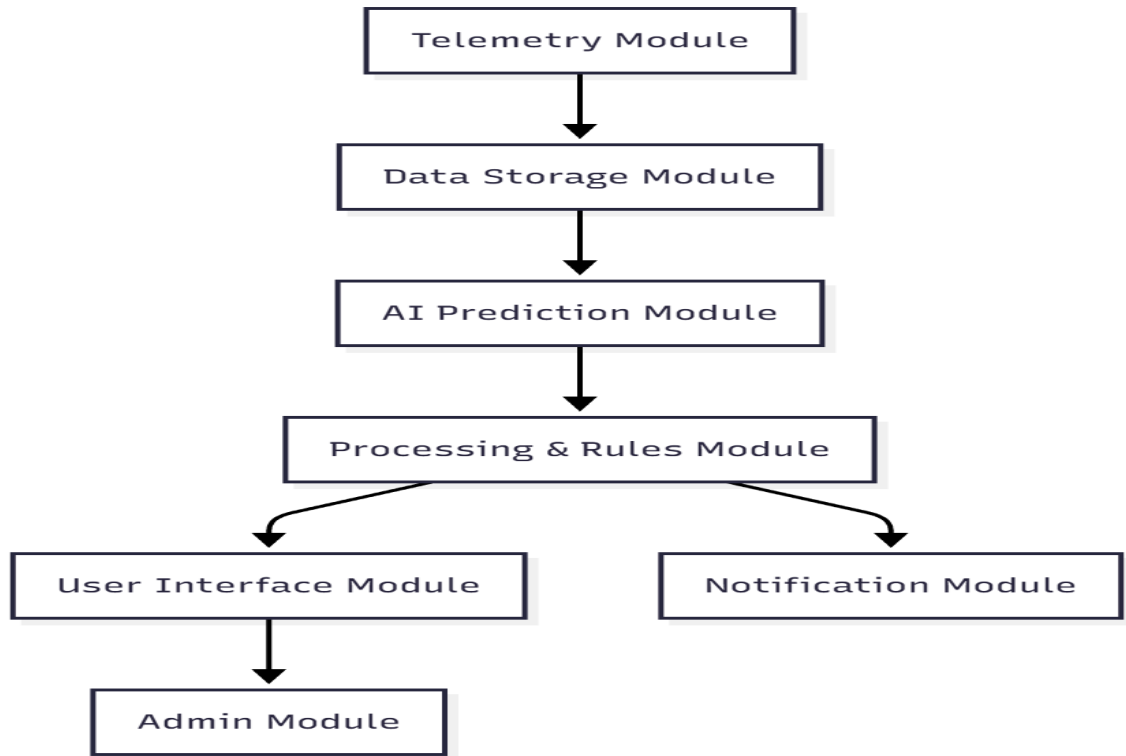 Telemetry Module
Data Storage Module
AI Prediction Module
Processing & Rules Module
User Interface Module
Notification Module
Admin Module